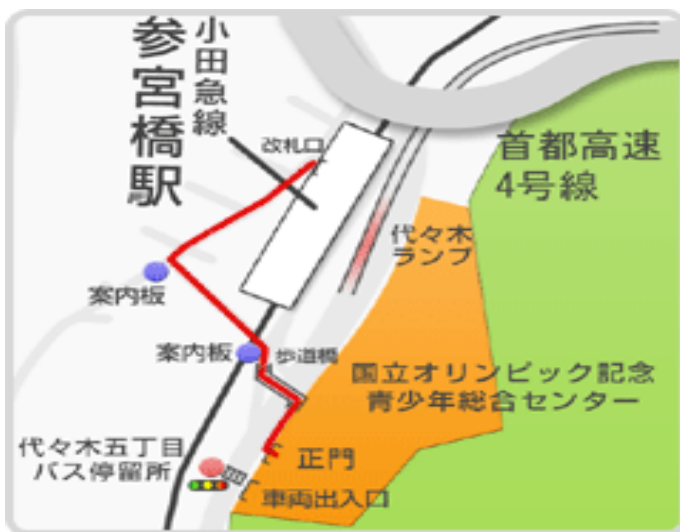 参宮橋駅
小田急線
改札口
首都高速
4号線
代々木
ランプ
案内板
案内板
歩道橋
国立オリンピック記念
青少年総合センター
代々木五丁目
バス停留所
正門
車両出入口